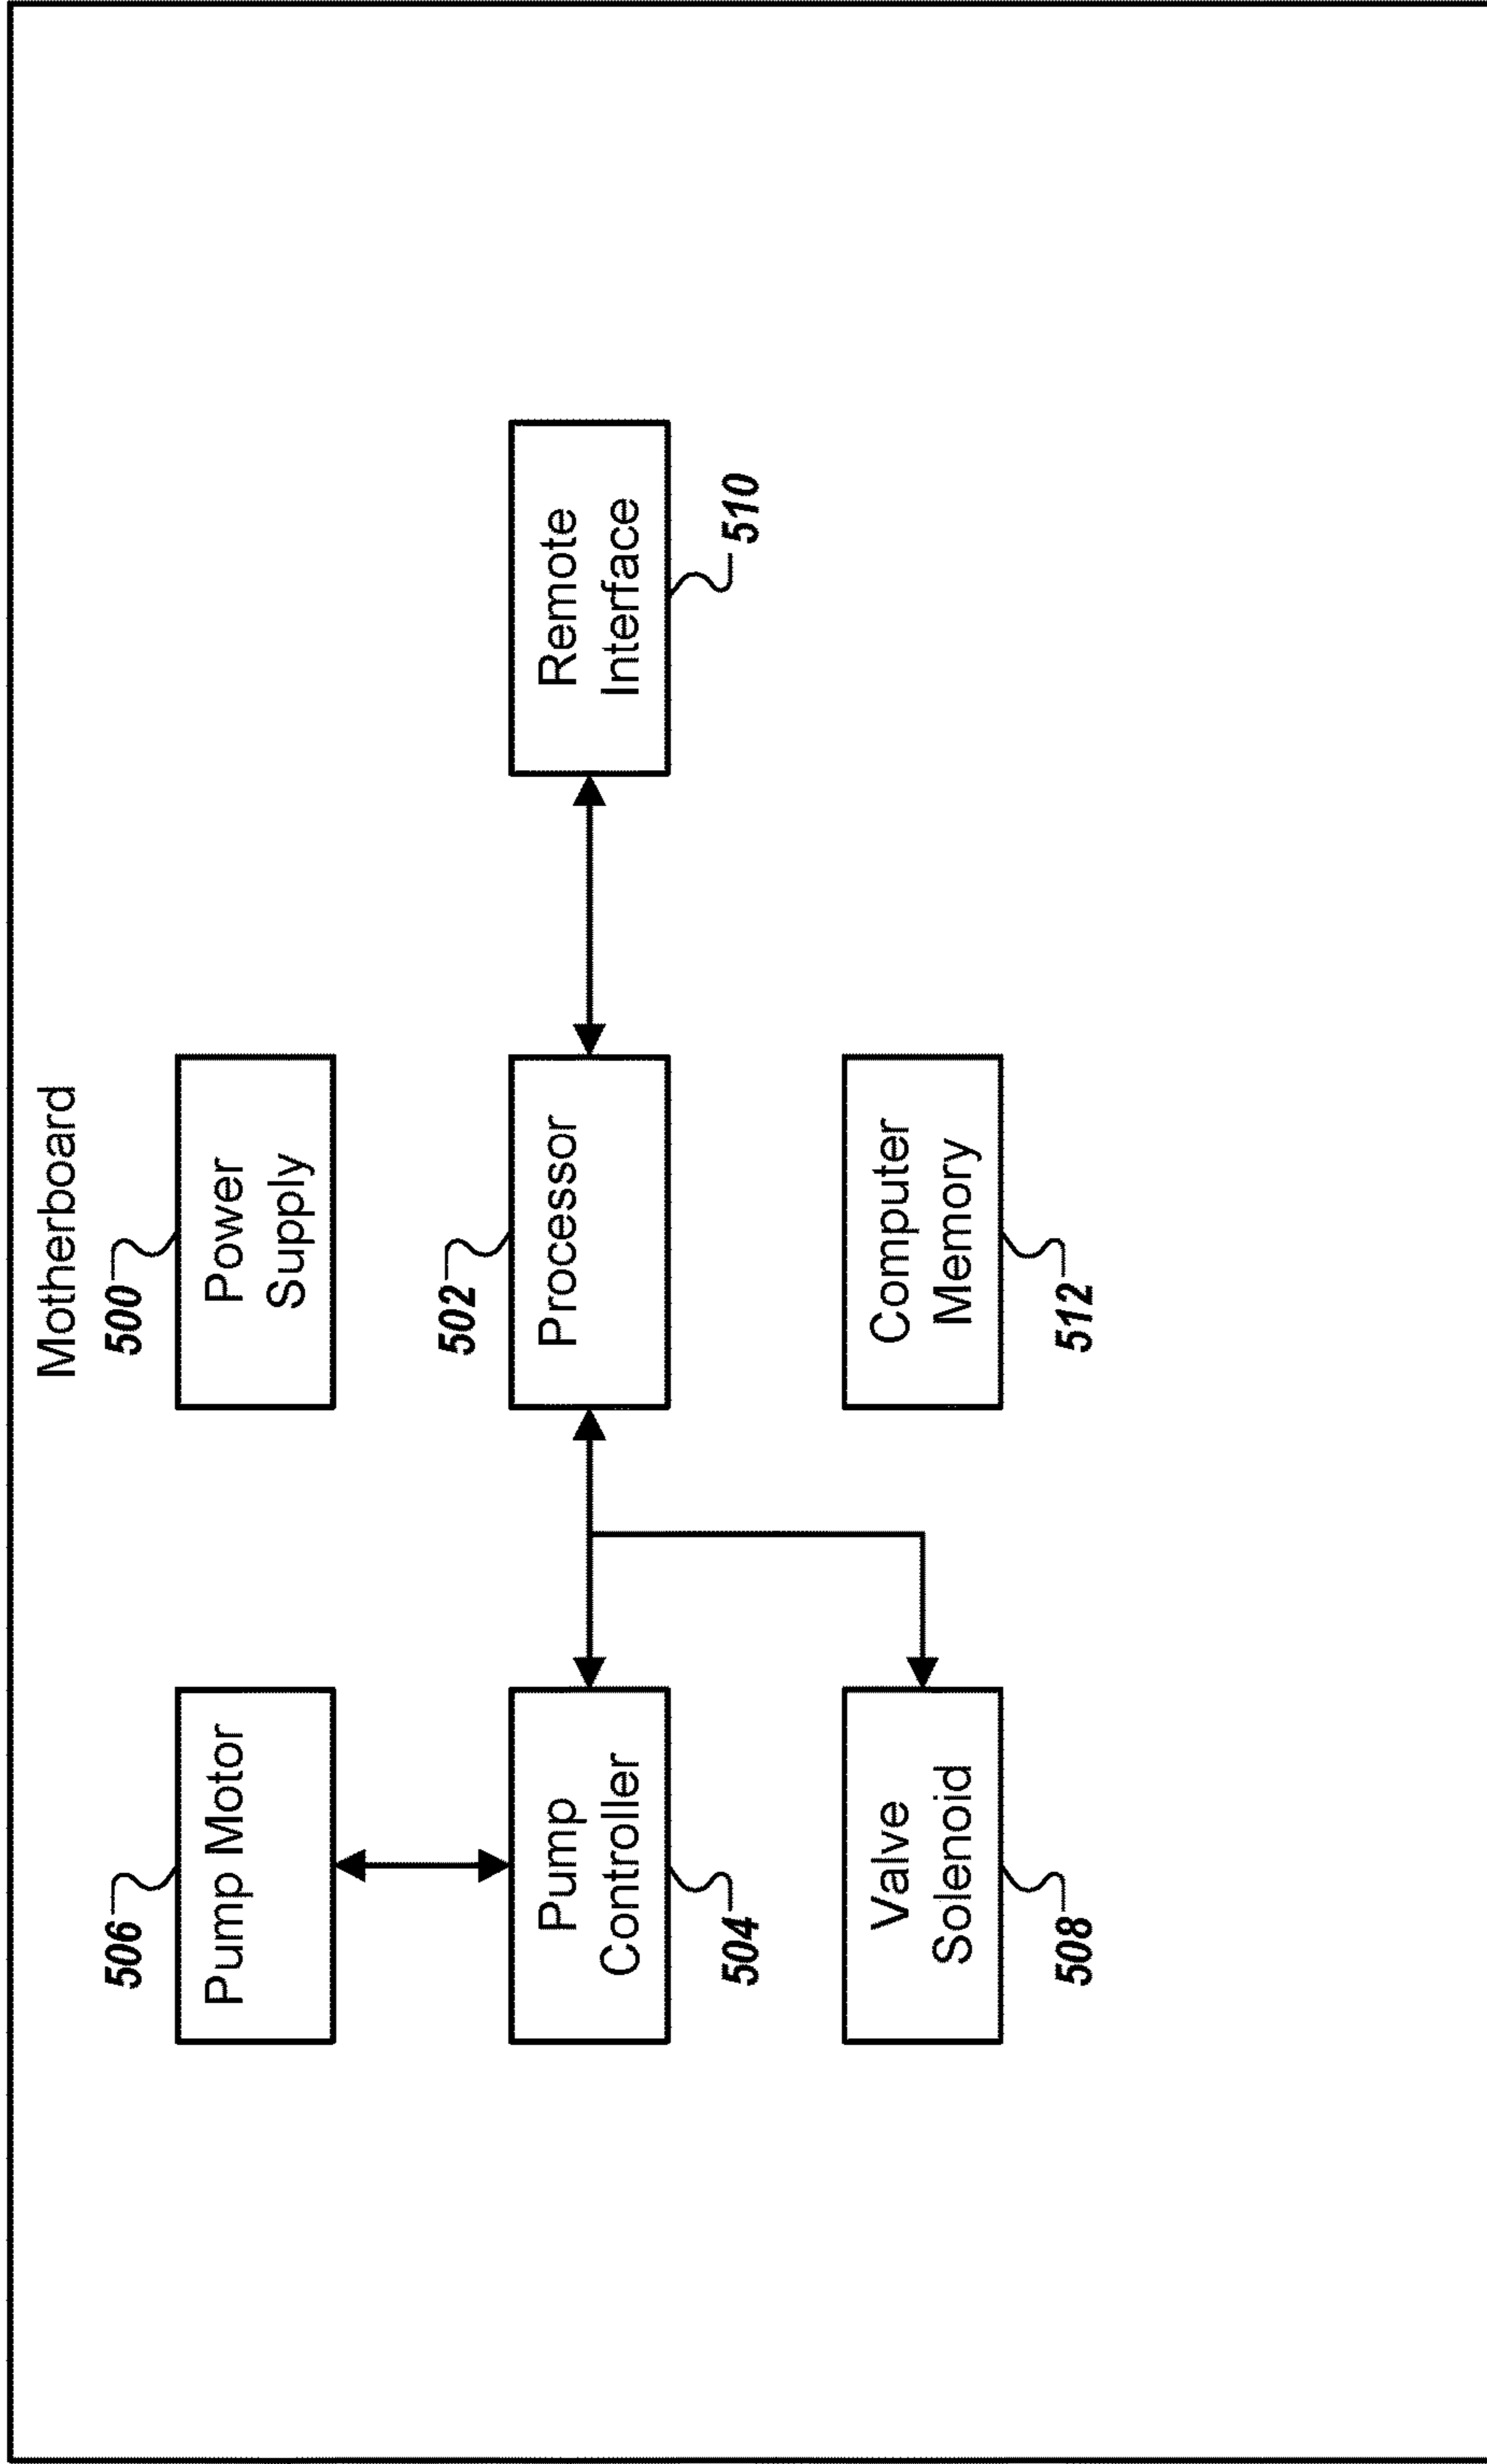 Motherboard
506
Pump Motor
500
Power
Supply
504
Pump
Controller
502
Processor
510
Remote
Interface
508
Valve
Solenoid
512
Computer
Memory